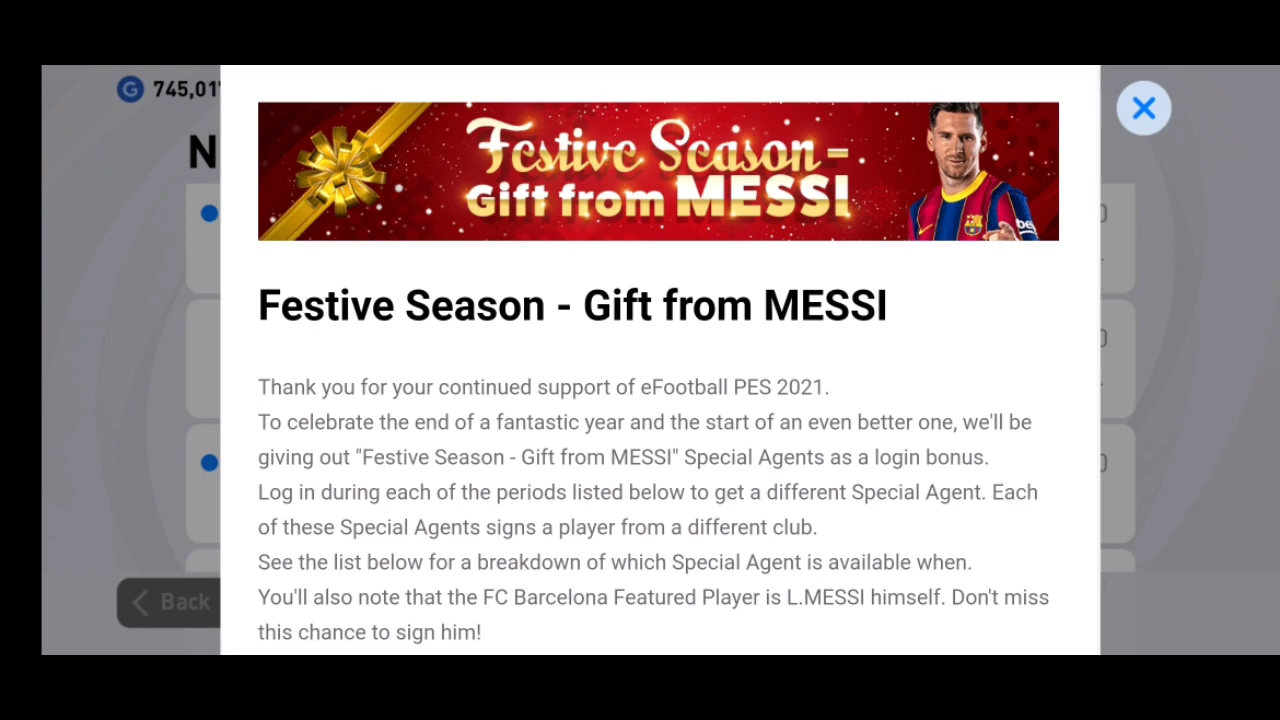 745,01
N
Festive Season -
Gift from MESSI
Festive Season - Gift from MESSI
Thank you for your continued support of eFootball PES 2021.
To celebrate the end of a fantastic year and the start of an even better one, we'll be
giving out "Festive Season - Gift from MESSI" Special Agents as a login bonus.
Log in during each of the periods listed below to get a different Special Agent. Each
of these Special Agents signs a player from a different club.
See the list below for a breakdown of which Special Agent is available when.
You'll also note that the FC Barcelona Featured Player is L.MESSI himself. Don't miss
this chance to sign him!
Back